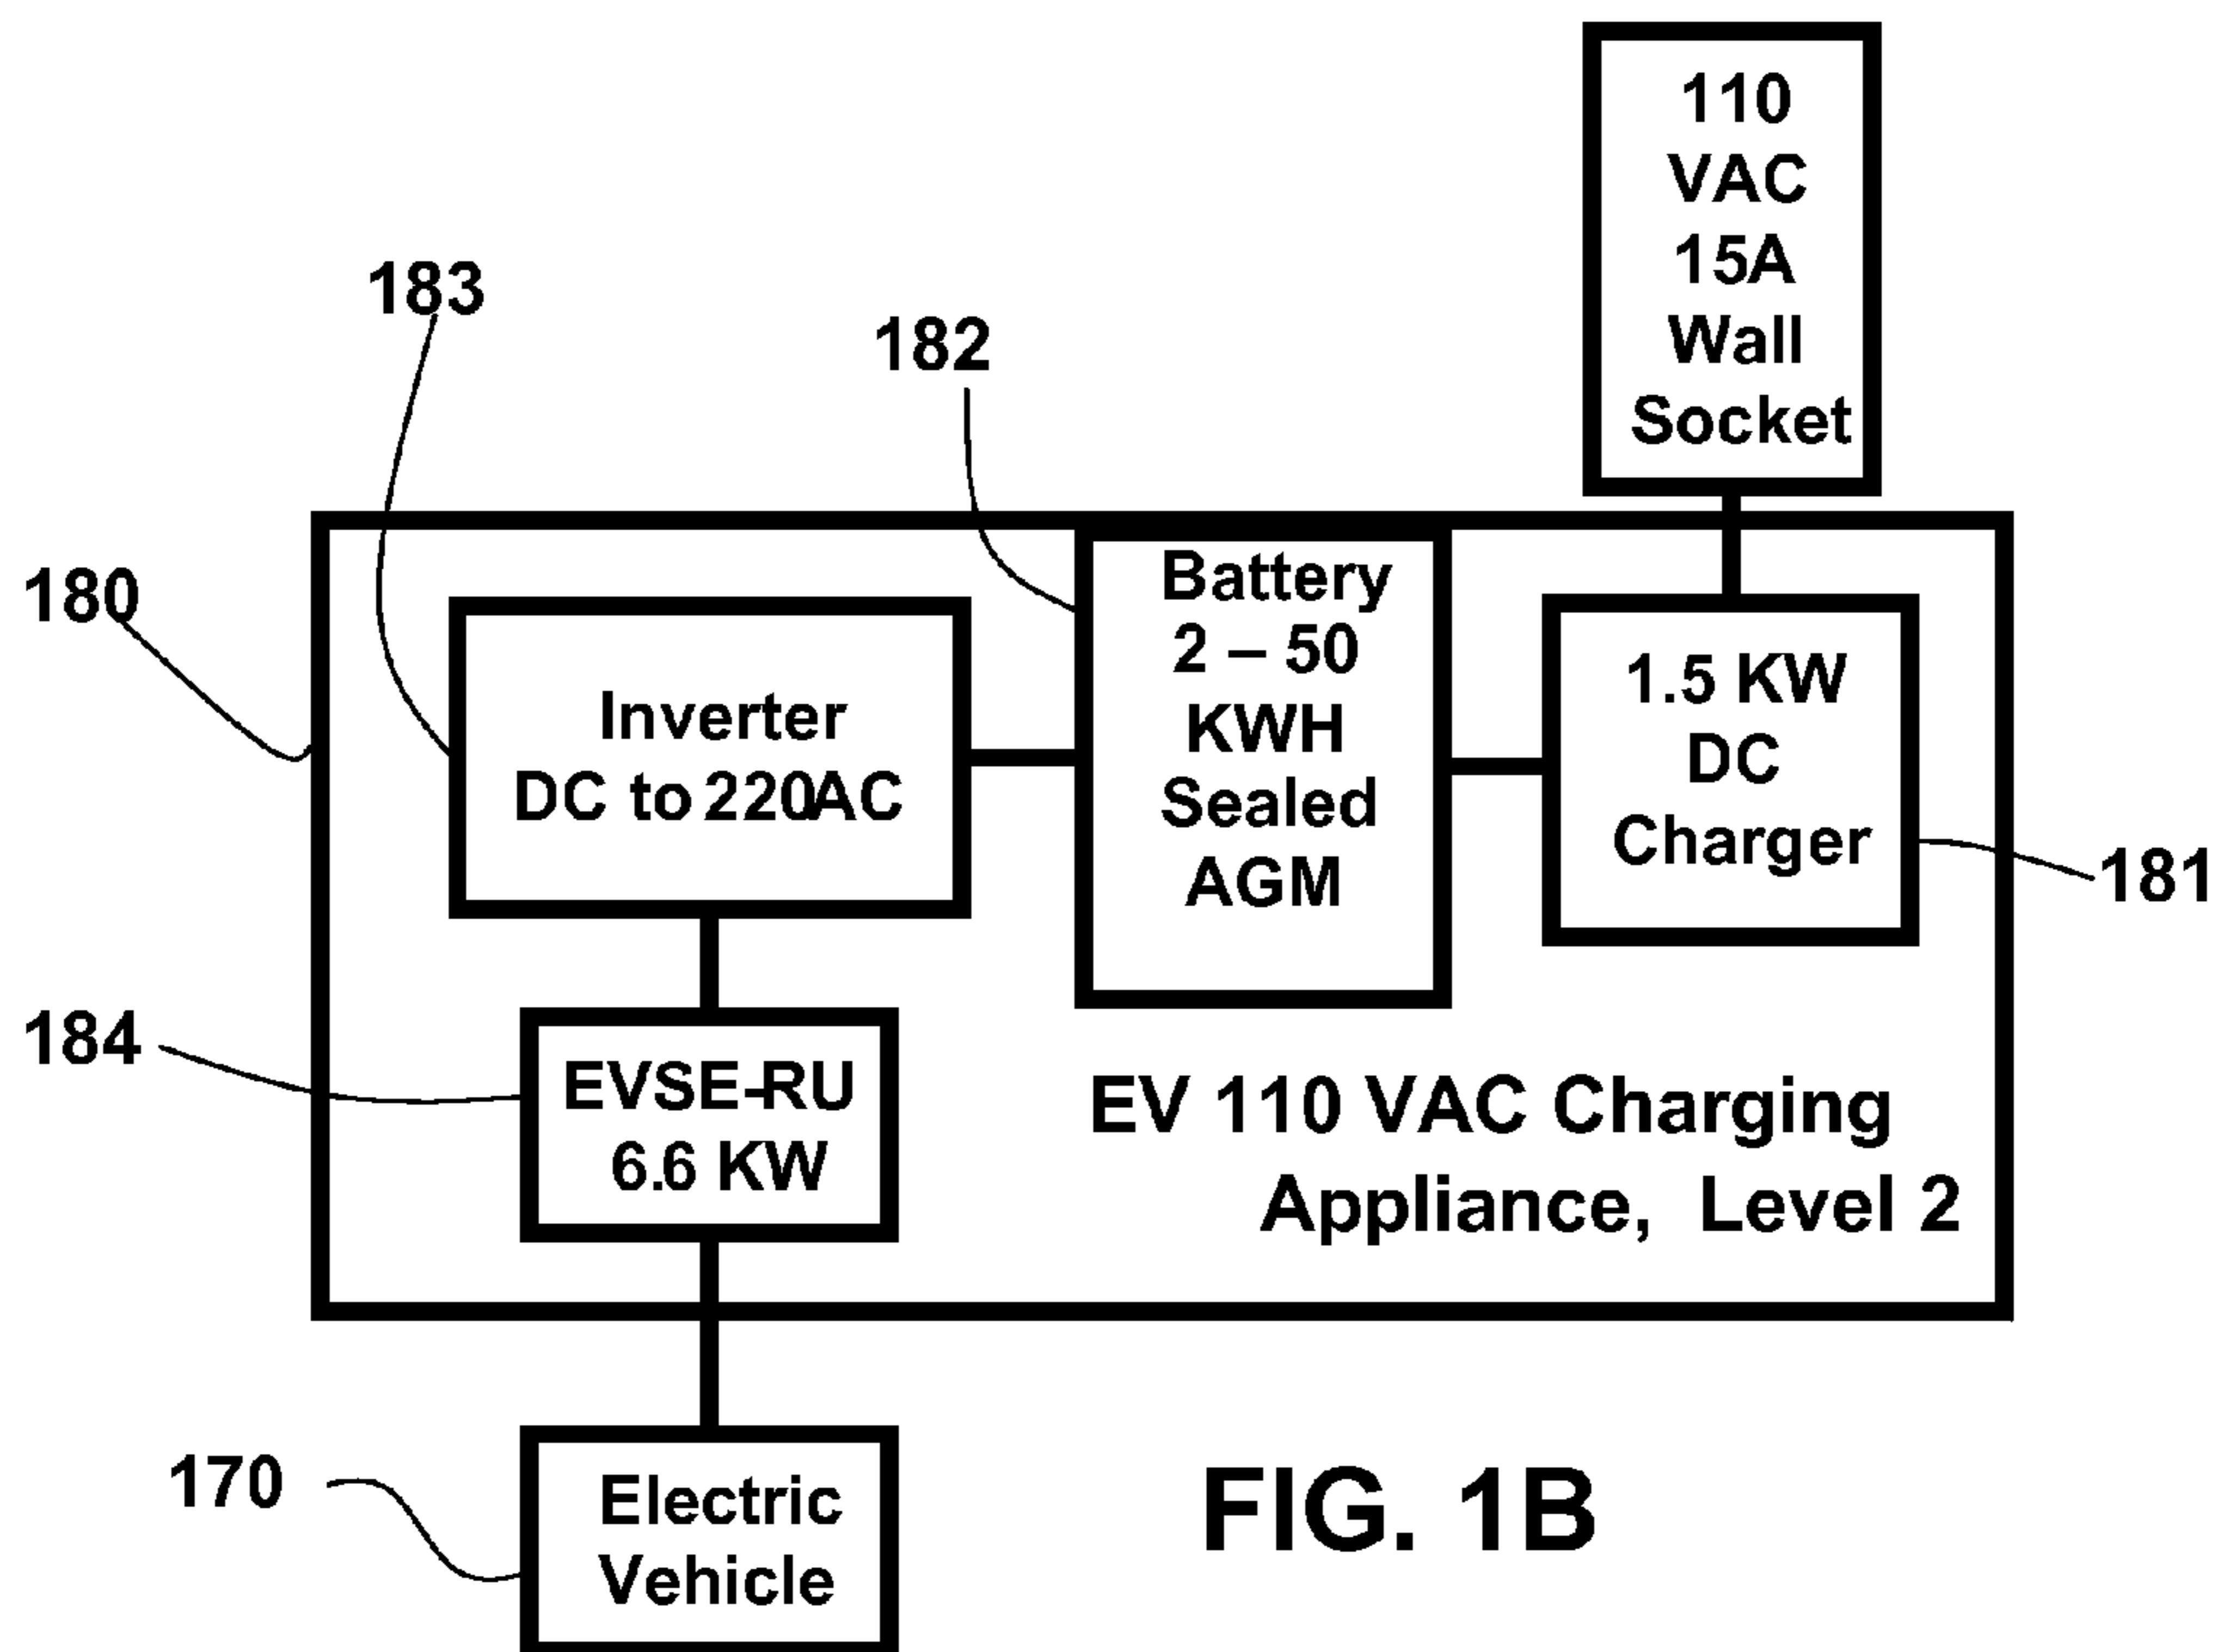 110
VAC
15A
Wall
Socket
183
182
180
Battery
2 – 50
KWH
Sealed
AGM
Inverter
DC to 220AC
1.5 KW
DC
Charger
181
184
EVSE-RU
6.6 KW
EV 110 VAC Charging
Appliance, Level 2
170
Electric
Vehicle
FIG. 1B